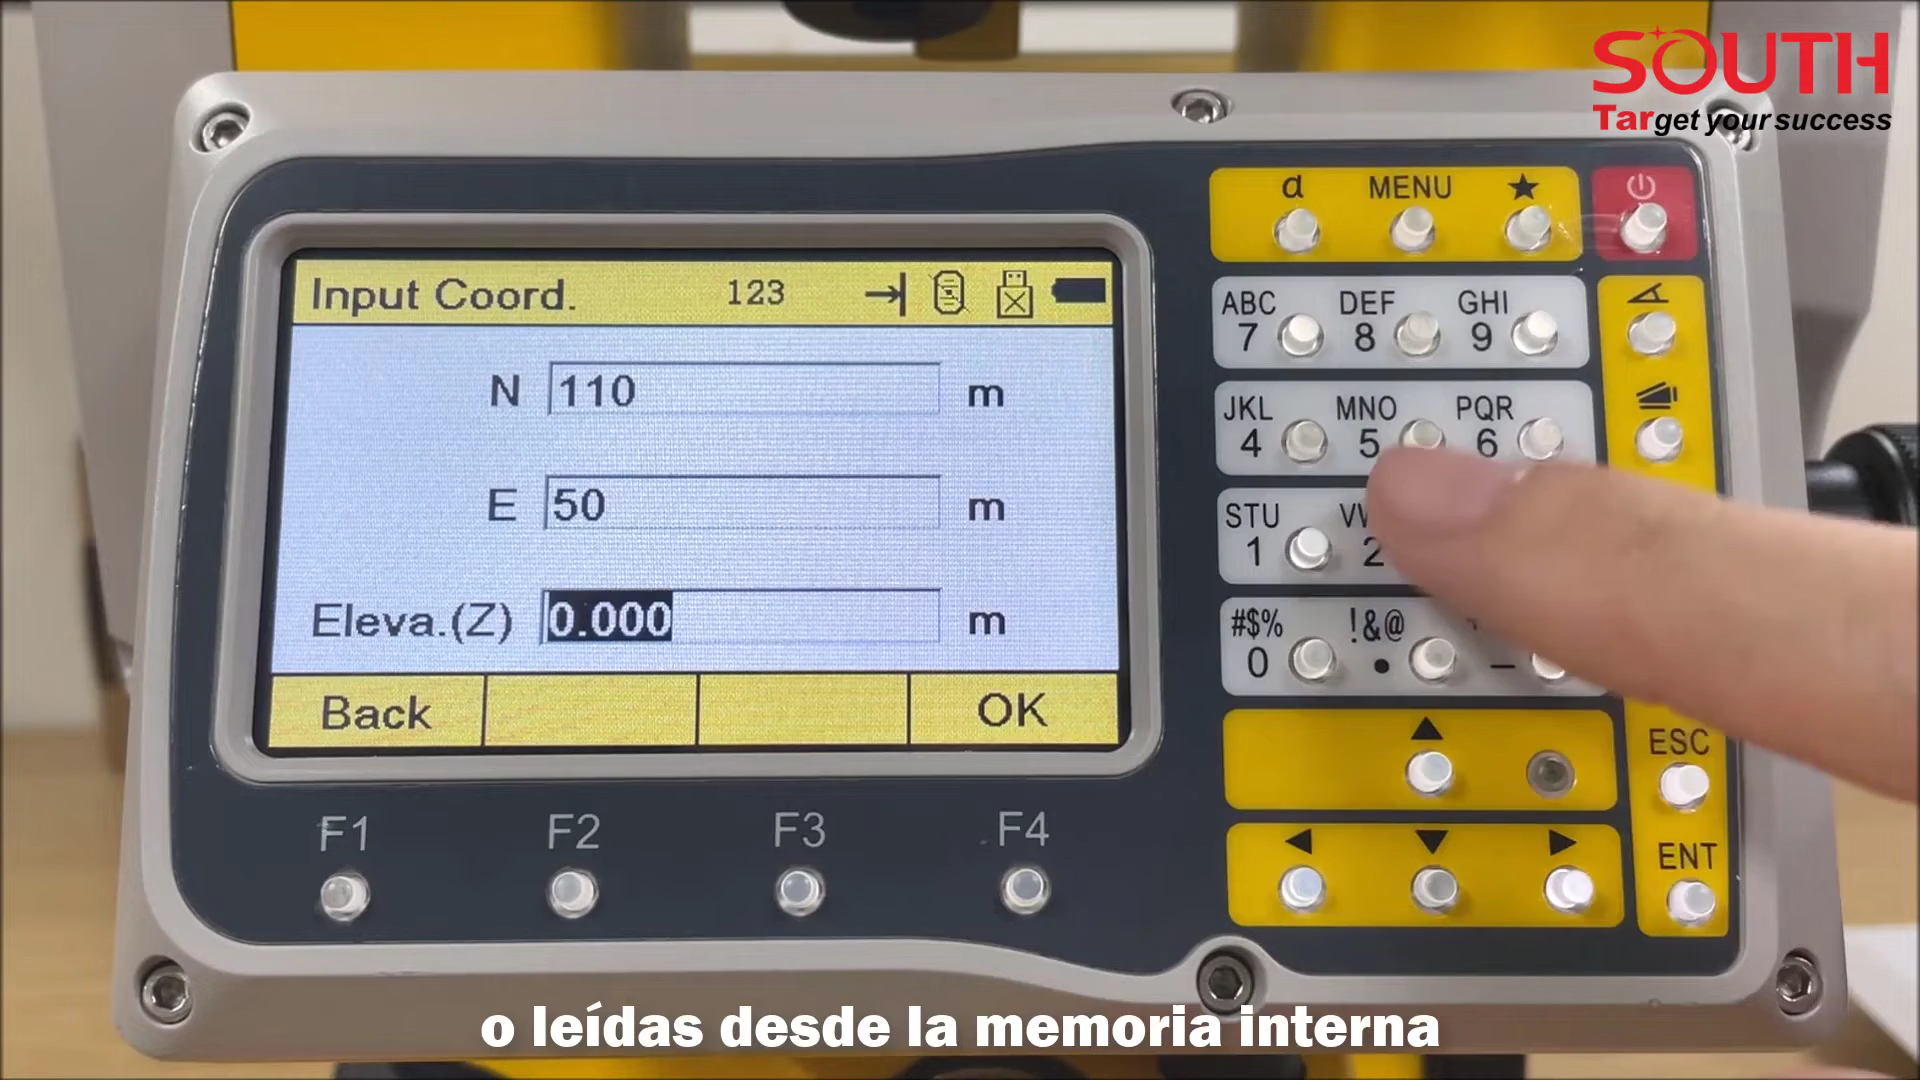 SOUTH
Target your success
α MENU ★
Input Coord. 123
N 110 m
E 50 m
Eleva.(Z) 0.000 m
Back OK
ABC DEF GHI
7 8 9
JKL MNO PQR
4 5 6
STU
1 2
#$% !&@
0 • –
ESC
ENT
F1 F2 F3 F4
o leídas desde la memoria interna